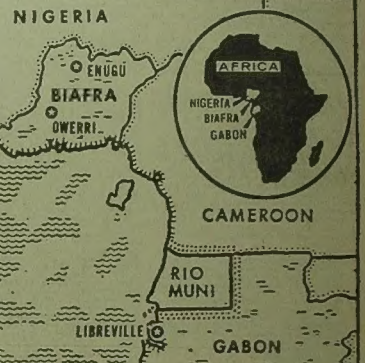 NIGERIA
ENUGU
BIAFRA
OWERRI
AFRICA
NIGERIA
BIAFRA
GABON
CAMEROON
RIO
MUNI
LIBREVILLE
GABON